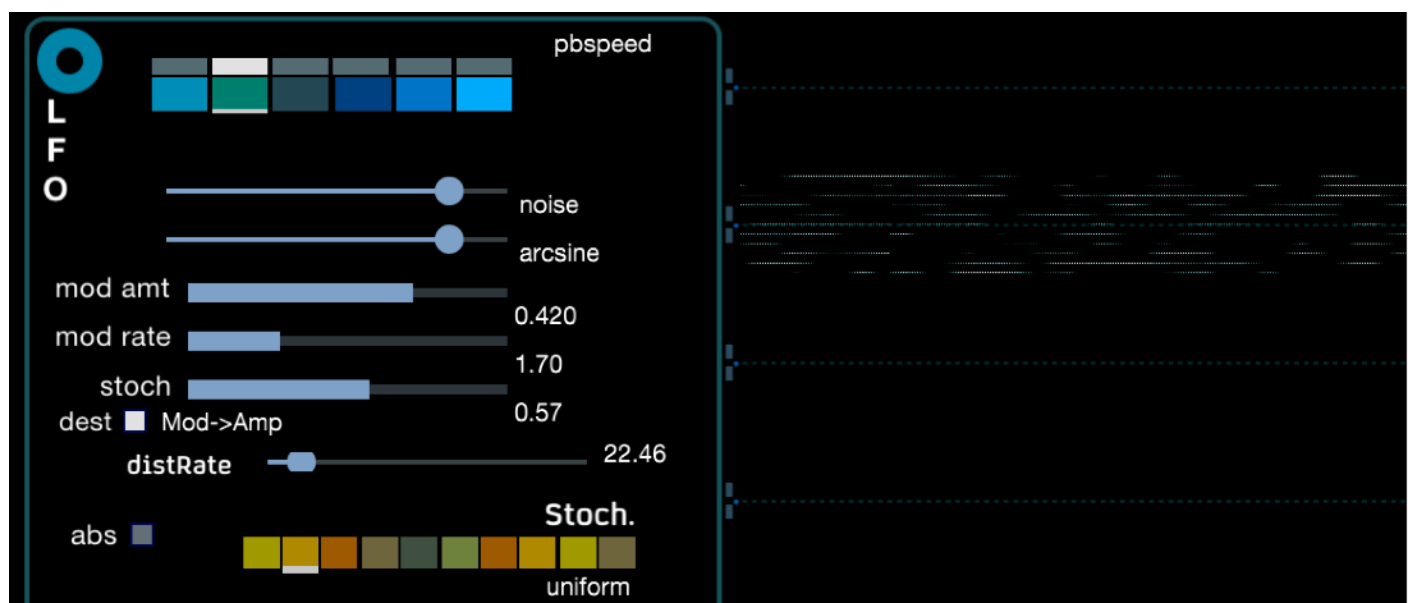 pbspeed
L
F
O
noise
arcsine
mod amt
0.420
mod rate
1.70
stoch
0.57
dest Mod->Amp
distRate 22.46
Stoch.
abs
uniform